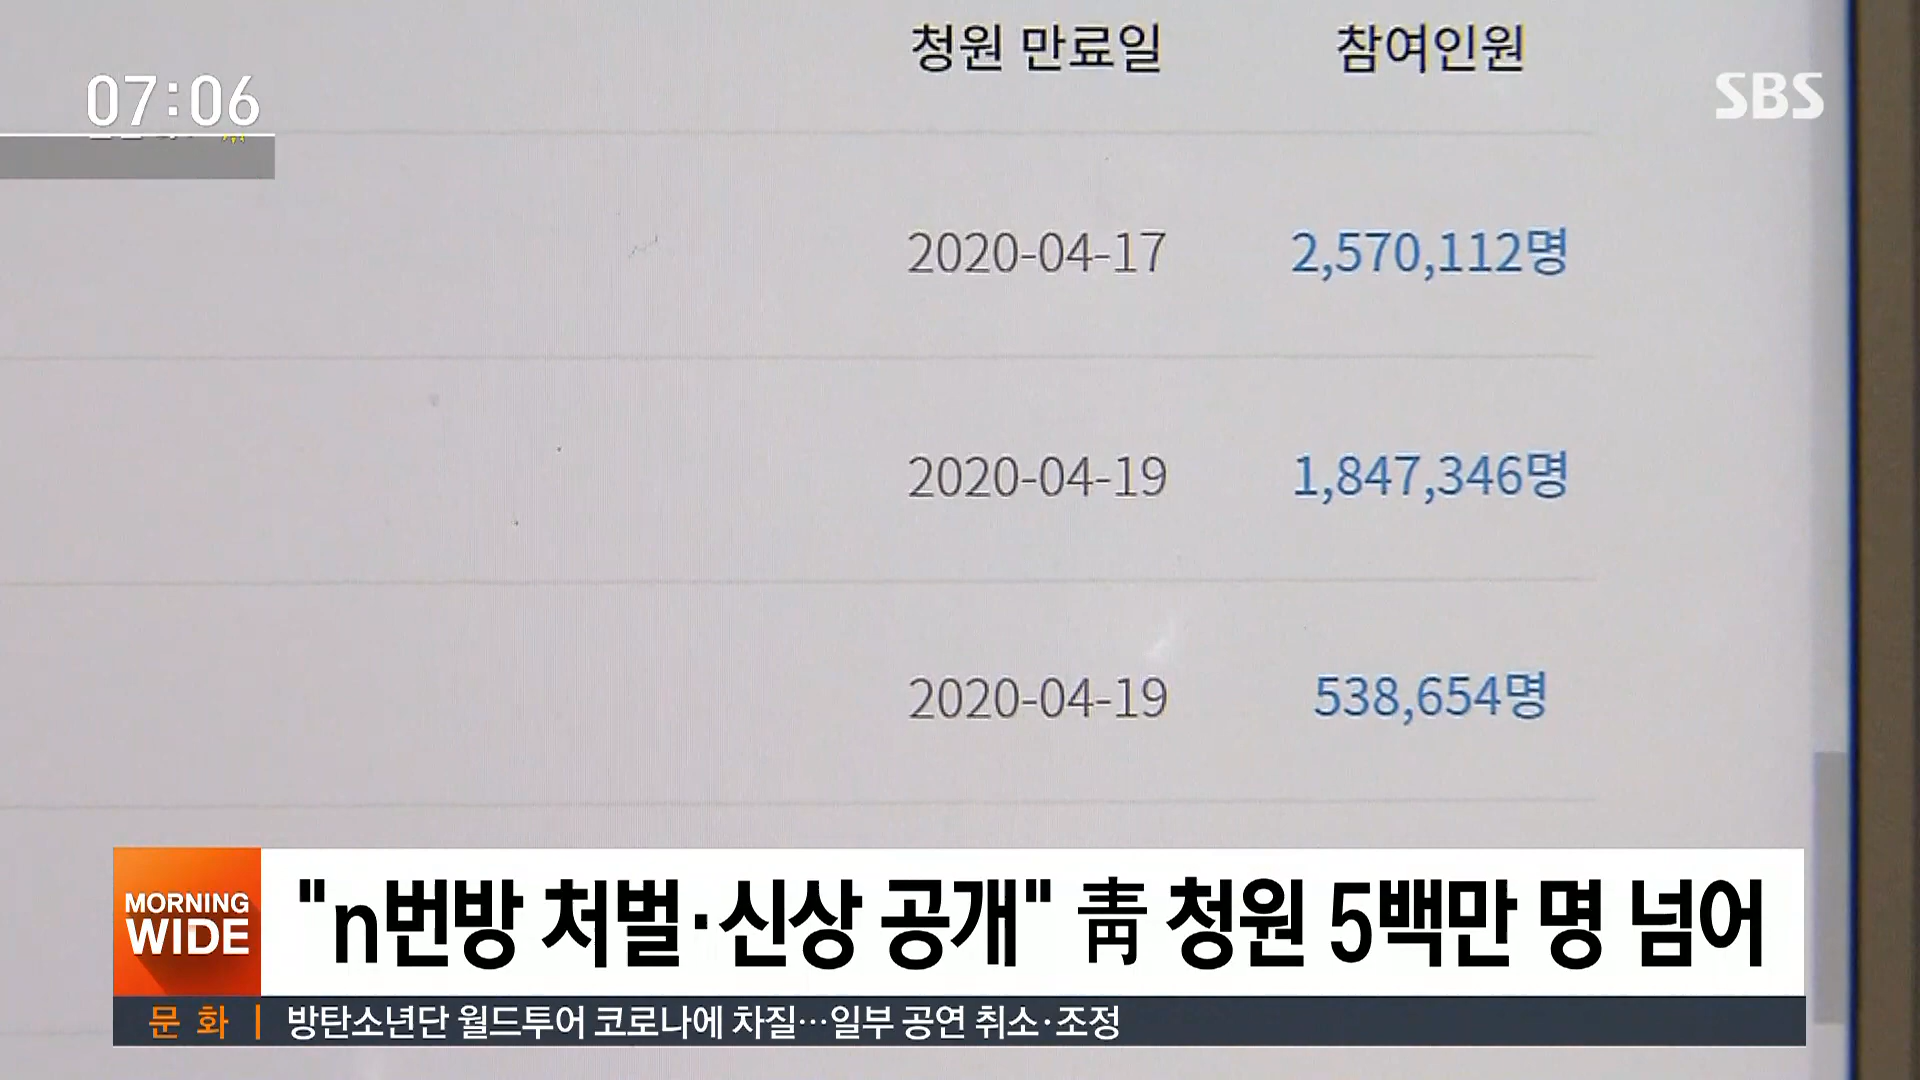 청원 만료일 참여인원
07:06
SBS
2020-04-17 2,570,112명
2020-04-19 1,847,346명
2020-04-19 538,654명
MORNING
WIDE
"n번방 처벌·신상 공개" 靑 청원 5백만 명 넘어
문화 | 방탄소년단 월드투어 코로나에 차질…일부 공연 취소·조정